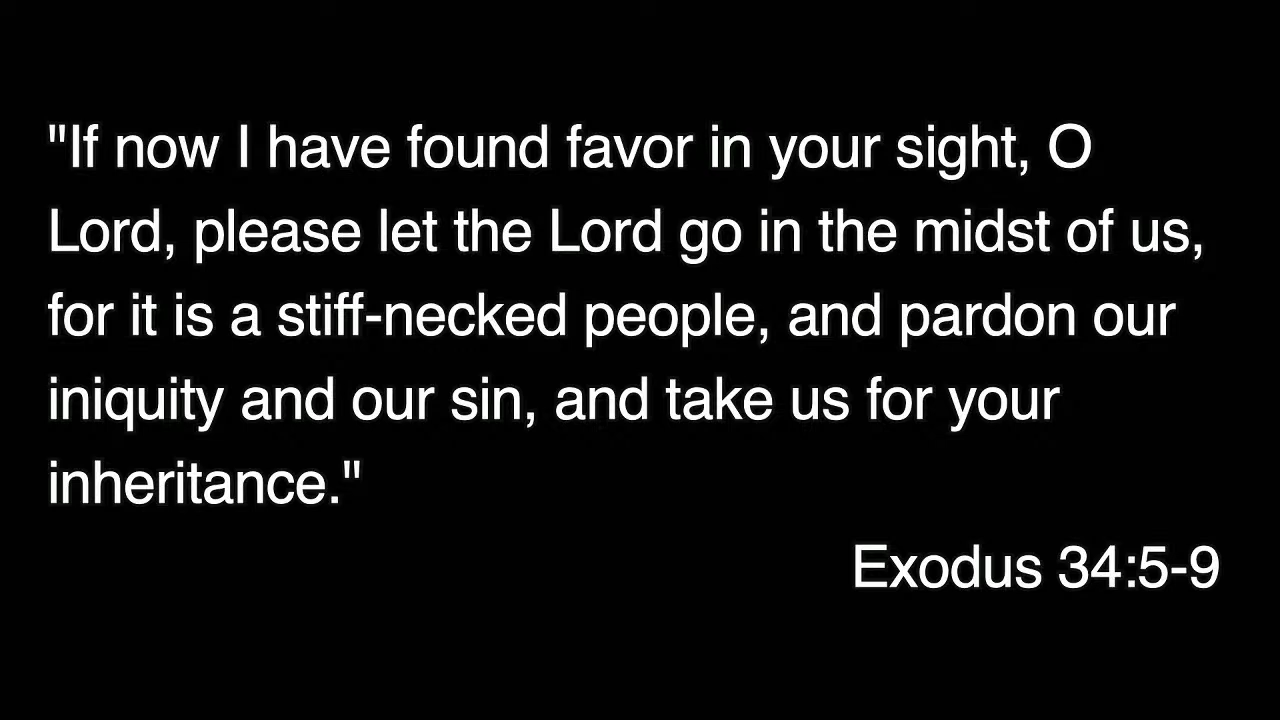 "If now I have found favor in your sight, O
Lord, please let the Lord go in the midst of us,
for it is a stiff-necked people, and pardon our
iniquity and our sin, and take us for your
inheritance."
Exodus 34:5-9